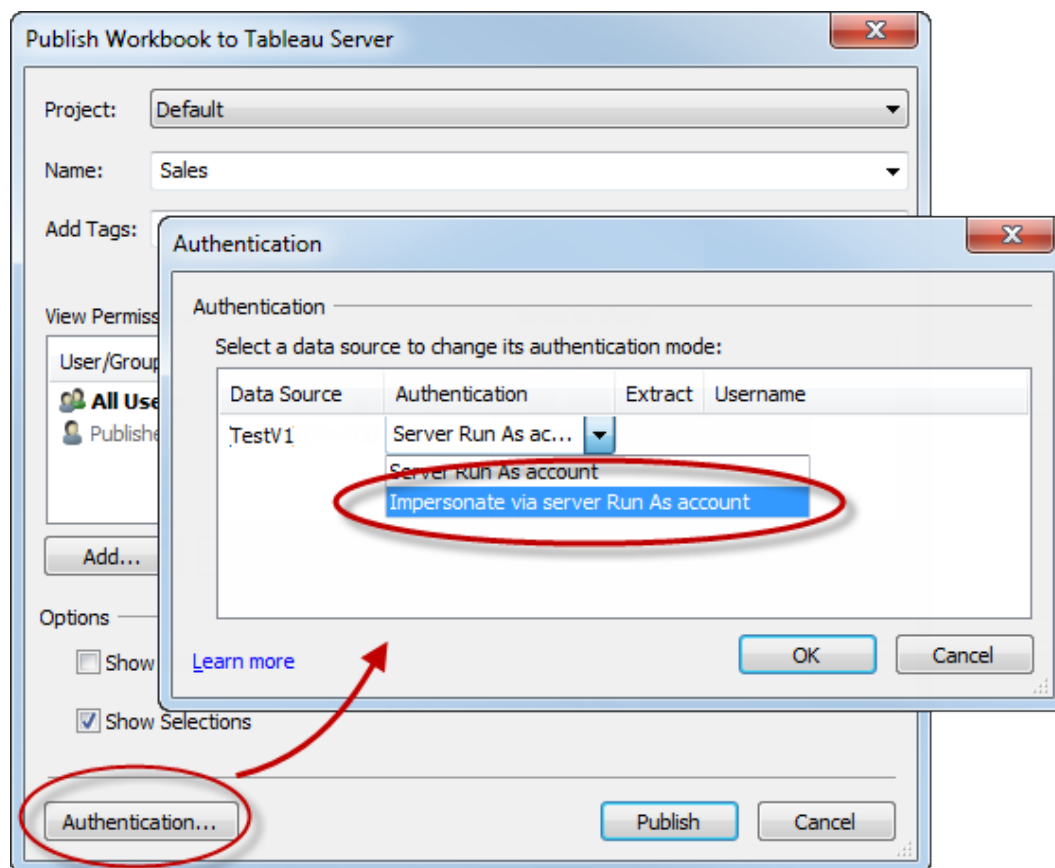 Publish Workbook to Tableau Server
Project: Default
Name: Sales
Add Tags:
Authentication
Authentication
Select a data source to change its authentication mode:
Data Source Authentication Extract Username
TestV1 Server Run As ac...
Server Run As account
Impersonate via server Run As account
Learn more
OK Cancel
View Permiss
User/Group
All Use
Publishe
Add...
Options
Show
Show Selections
Authentication...
Publish Cancel